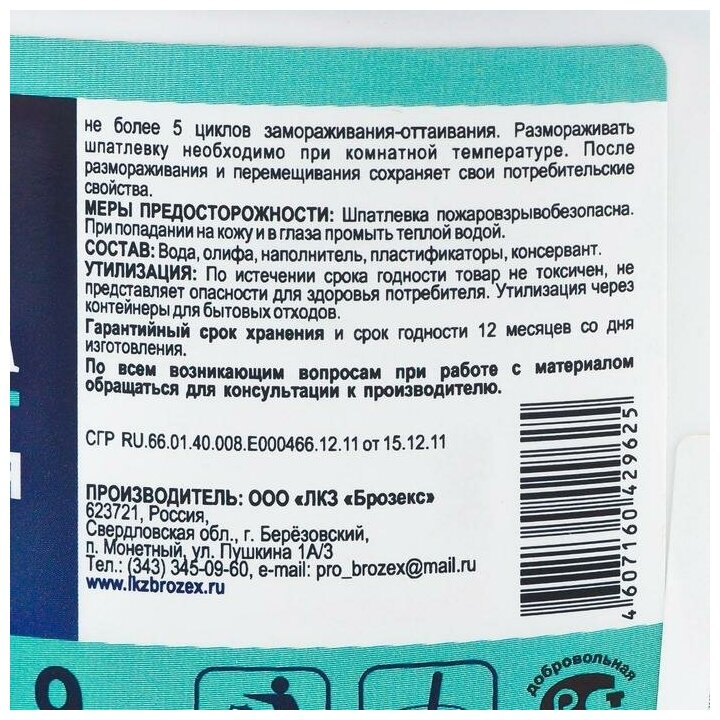 не более 5 циклов замораживания-оттаивания. Размораживать
шпатлевку необходимо при комнатной температуре. После
размораживания и перемешивания сохраняет свои потребительские
свойства.
МЕРЫ ПРЕДОСТОРОЖНОСТИ: Шпатлевка пожаровзрывобезопасна.
При попадании на кожу и в глаза промыть теплой водой.
СОСТАВ: Вода, олифа, наполнитель, пластификаторы, консервант.
УТИЛИЗАЦИЯ: По истечении срока годности товар не токсичен, не
представляет опасности для здоровья потребителя. Утилизация через
контейнеры для бытовых отходов.
Гарантийный срок хранения и срок годности 12 месяцев со дня
изготовления.
По всем возникающим вопросам при работе с материалом
обращаться для консультации к производителю.
СГР RU.66.01.40.008.Е000466.12.11 от 15.12.11
ПРОИЗВОДИТЕЛЬ: ООО «ЛКЗ «Брозекс»
623721, Россия,
Свердловская обл., г. Берёзовский,
п. Монетный, ул. Пушкина 1А/3
Тел.: (343) 345-09-60, e-mail: pro_brozex@mail.ru
www.lkzbrozex.ru
4 607160 429625
9
добровольная